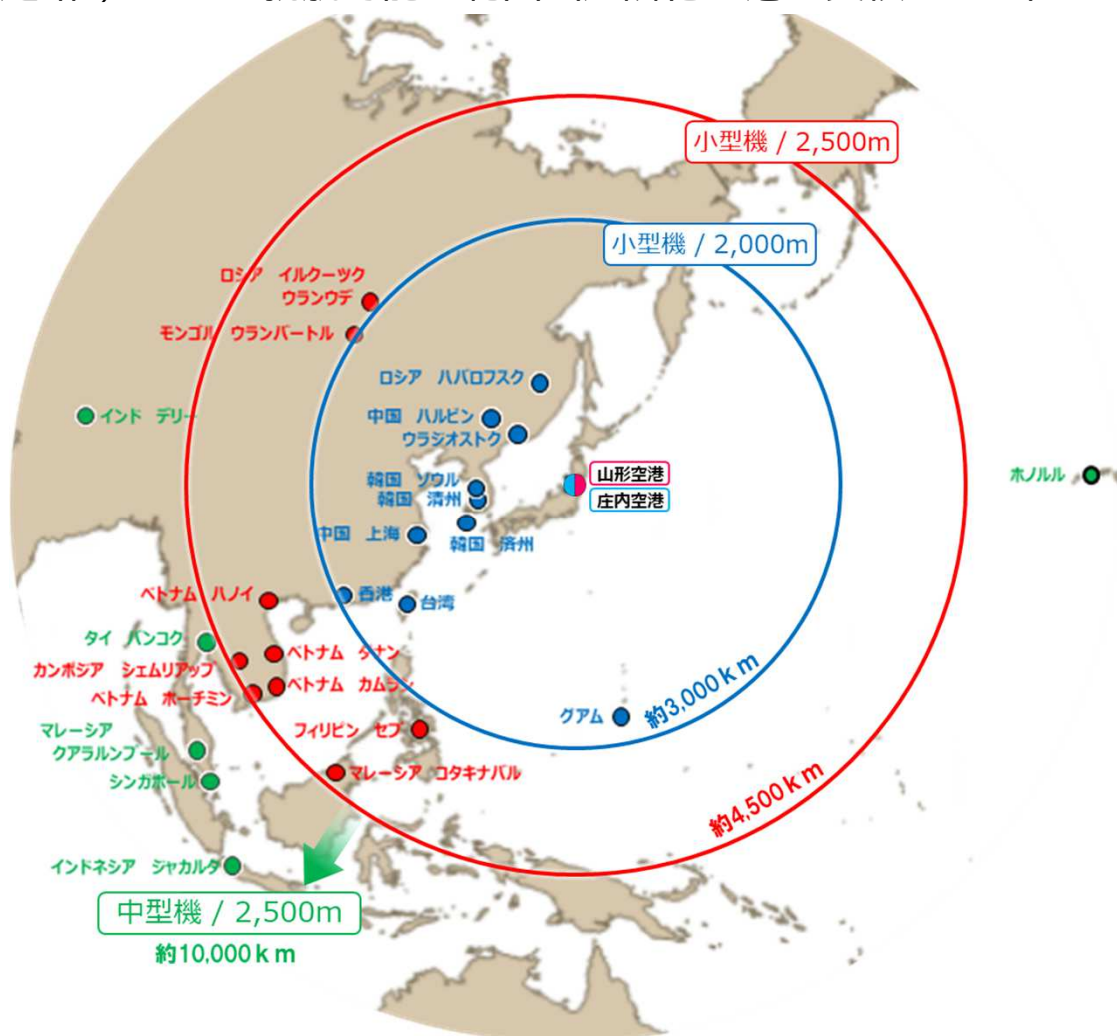 小型機 / 2,500m
小型機 / 2,000m
ロシア イルクーツク
ウランウデ
モンゴル ウランバートル
ロシア ハバロフスク
中国 ハルビン
ウラジオストク
インド デリー
山形空港
庄内空港
ホノルル
韓国 ソウル
韓国 清州
韓国 済州
中国 上海
香港
台湾
ベトナム ハノイ
タイ バンコク
ベトナム ダナン
カンボシア シェムリアップ
ベトナム カムラン
ベトナム ホーチミン
グアム
約3,000ｋｍ
フィリピン セブ
マレーシア
クアラルンプール
シンガポール
マレーシア コタキナバル
約4,500ｋｍ
インドネシア ジャカルタ
中型機 / 2,500m
約10,000ｋｍ